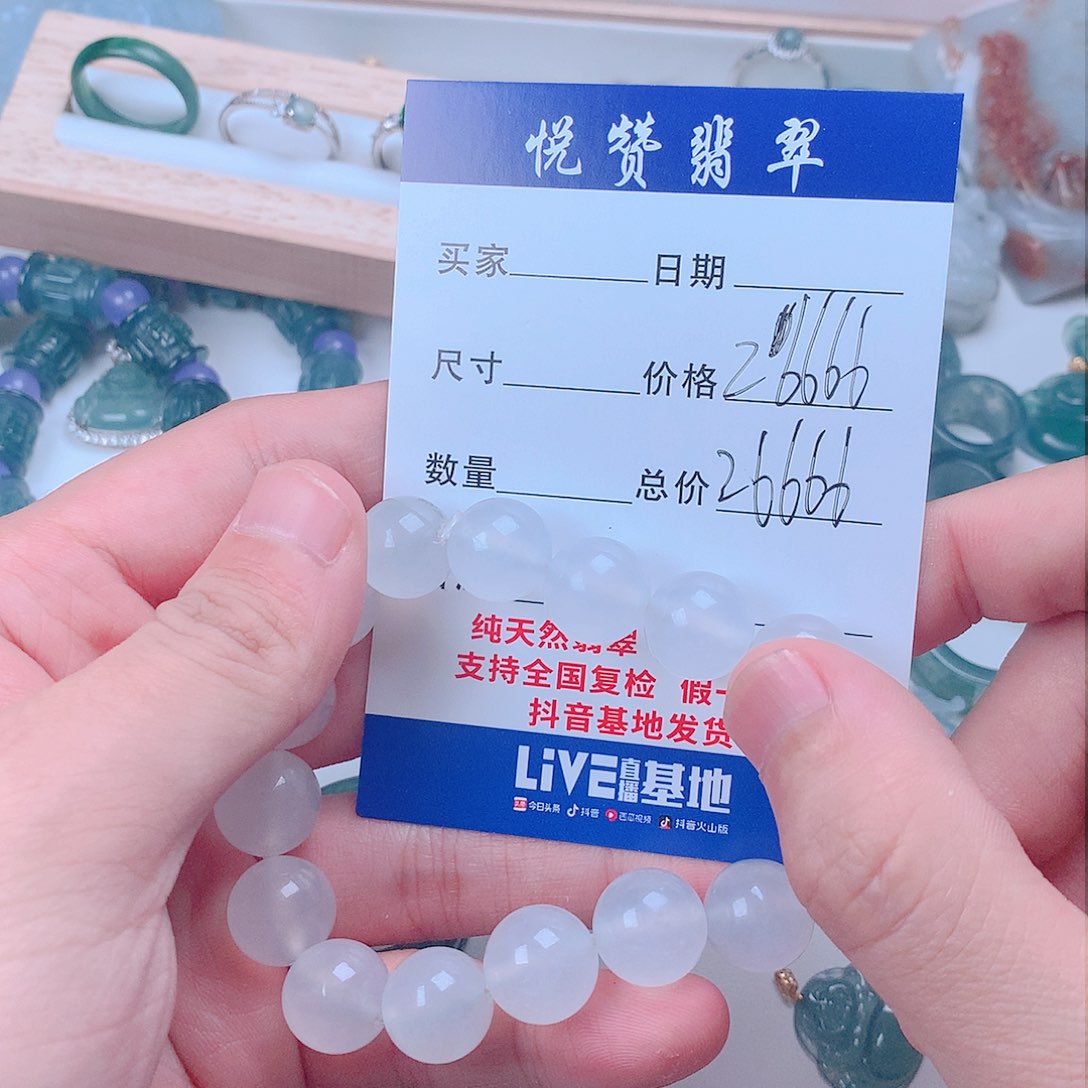 悦赞翡翠
买家 日期
尺寸 价格 26666
数量 总价 26666
纯天然翡翠
支持全国复检 假一
抖音基地发货
LiVE直播基地
今日头条 抖音 西瓜视频 抖音火山版